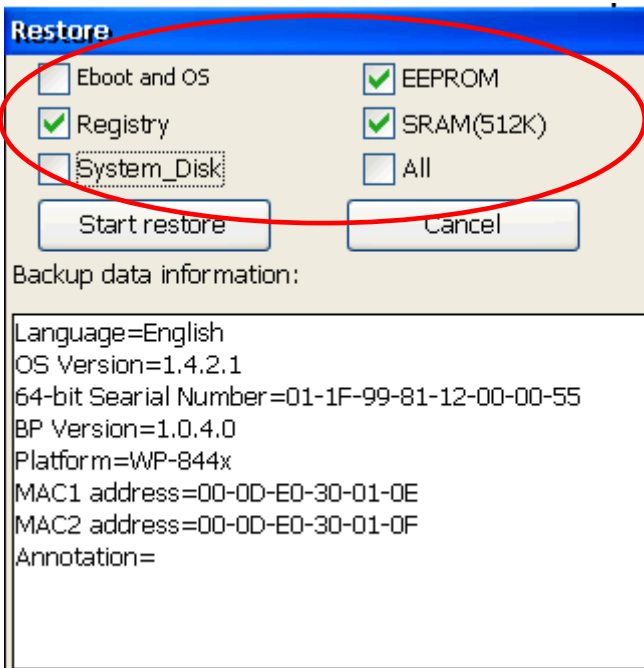 Restore
Eboot and OS EEPROM
Registry SRAM(512K)
System_Disk All
Start restore Cancel
Backup data information:
Language=English
OS Version=1.4.2.1
64-bit Searial Number=01-1F-99-81-12-00-00-55
BP Version=1.0.4.0
Platform=WP-844x
MAC1 address=00-0D-E0-30-01-0E
MAC2 address=00-0D-E0-30-01-0F
Annotation=